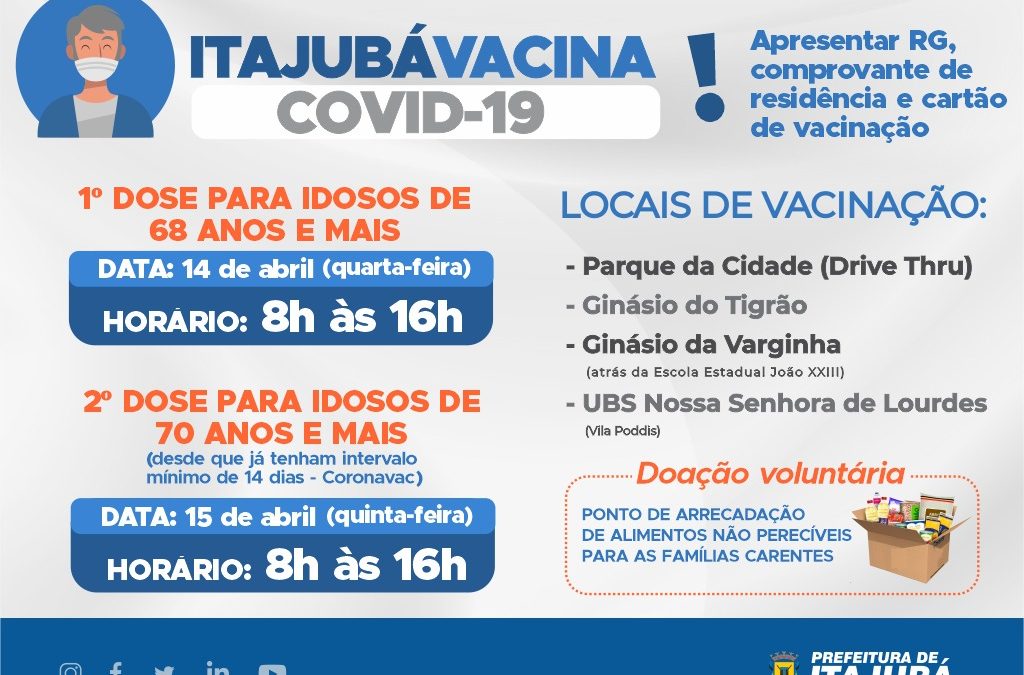 ITAJUBÁVACINA
COVID-19
! Apresentar RG,
comprovante de
residência e cartão
de vacinação
1º DOSE PARA IDOSOS DE
68 ANOS E MAIS
DATA: 14 de abril (quarta-feira)
HORÁRIO: 8h às 16h
2º DOSE PARA IDOSOS DE
70 ANOS E MAIS
(desde que já tenham intervalo
mínimo de 14 dias - Coronavac)
DATA: 15 de abril (quinta-feira)
HORÁRIO: 8h às 16h
LOCAIS DE VACINAÇÃO:
- Parque da Cidade (Drive Thru)
- Ginásio do Tigrão
- Ginásio da Varginha
(atrás da Escola Estadual João XXIII)
- UBS Nossa Senhora de Lourdes
(Vila Poddis)
Doação voluntária
PONTO DE ARRECADAÇÃO
DE ALIMENTOS NÃO PERECÍVEIS
PARA AS FAMÍLIAS CARENTES
PREFEITURA DE
ITAJUBÁ